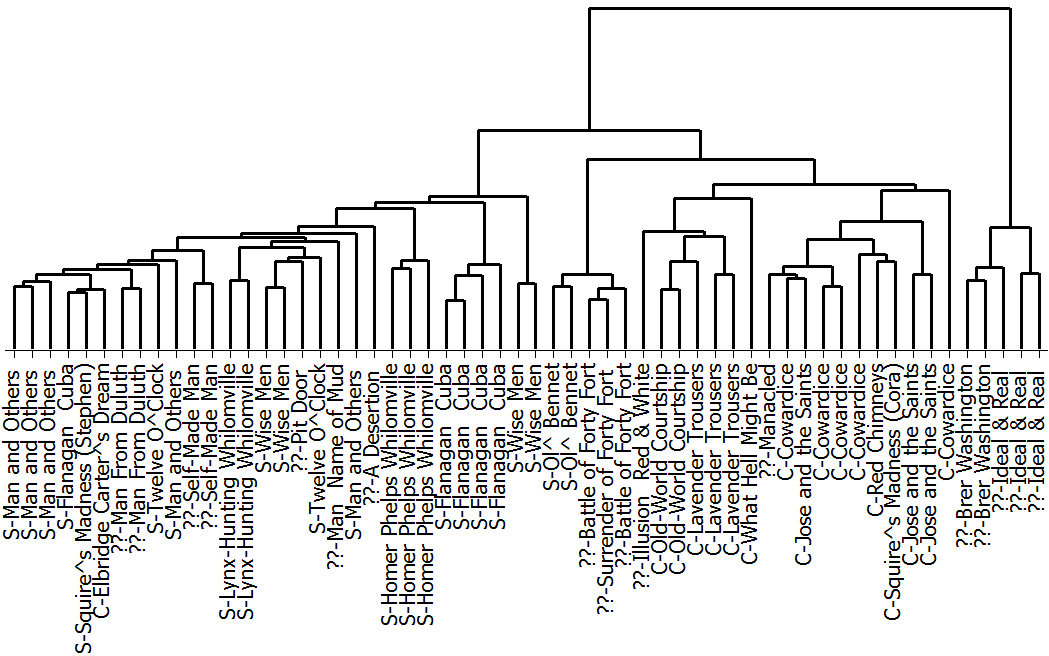 S-Man and Others
S-Man and Others
S-Man and Others
S-Flanagan  Cuba
S-Squire^s Madness (Stephen)
C-Elbridge Carter^s Dream
??-Man From Duluth
??-Man From Duluth
S-Twelve O^Clock
S-Man and Others
??-Self-Made Man
??-Self-Made Man
S-Lynx-Hunting Whilomville
S-Lynx-Hunting Whilomville
S-Wise Men
S-Wise Men
??-Pit Door
S-Twelve O^Clock
??-Man  Name of Mud
S-Man and Others
??-A Desertion
S-Homer Phelps Whilomville
S-Homer Phelps Whilomville
S-Homer Phelps Whilomville
S-Flanagan  Cuba
S-Flanagan  Cuba
S-Flanagan  Cuba
S-Flanagan  Cuba
S-Wise Men
S-Wise Men
S-Ol^ Bennet
S-Ol^ Bennet
??-Battle of Forty Fort
??-Surrender of Forty Fort
??-Battle of Forty Fort
??-Illusion  Red & White
C-Old-World Courtship
C-Old-World Courtship
C-Lavender Trousers
C-Lavender Trousers
C-Lavender Trousers
C-What Hell Might Be
??-Manacled
C-Cowardice
C-Jose and the Saints
C-Cowardice
C-Cowardice
C-Cowardice
C-Red Chimneys
C-Squire^s Madness (Cora)
C-Jose and the Saints
C-Jose and the Saints
C-Cowardice
??-Brer Washington
??-Brer Washington
??-Ideal & Real
??-Ideal & Real
??-Ideal & Real